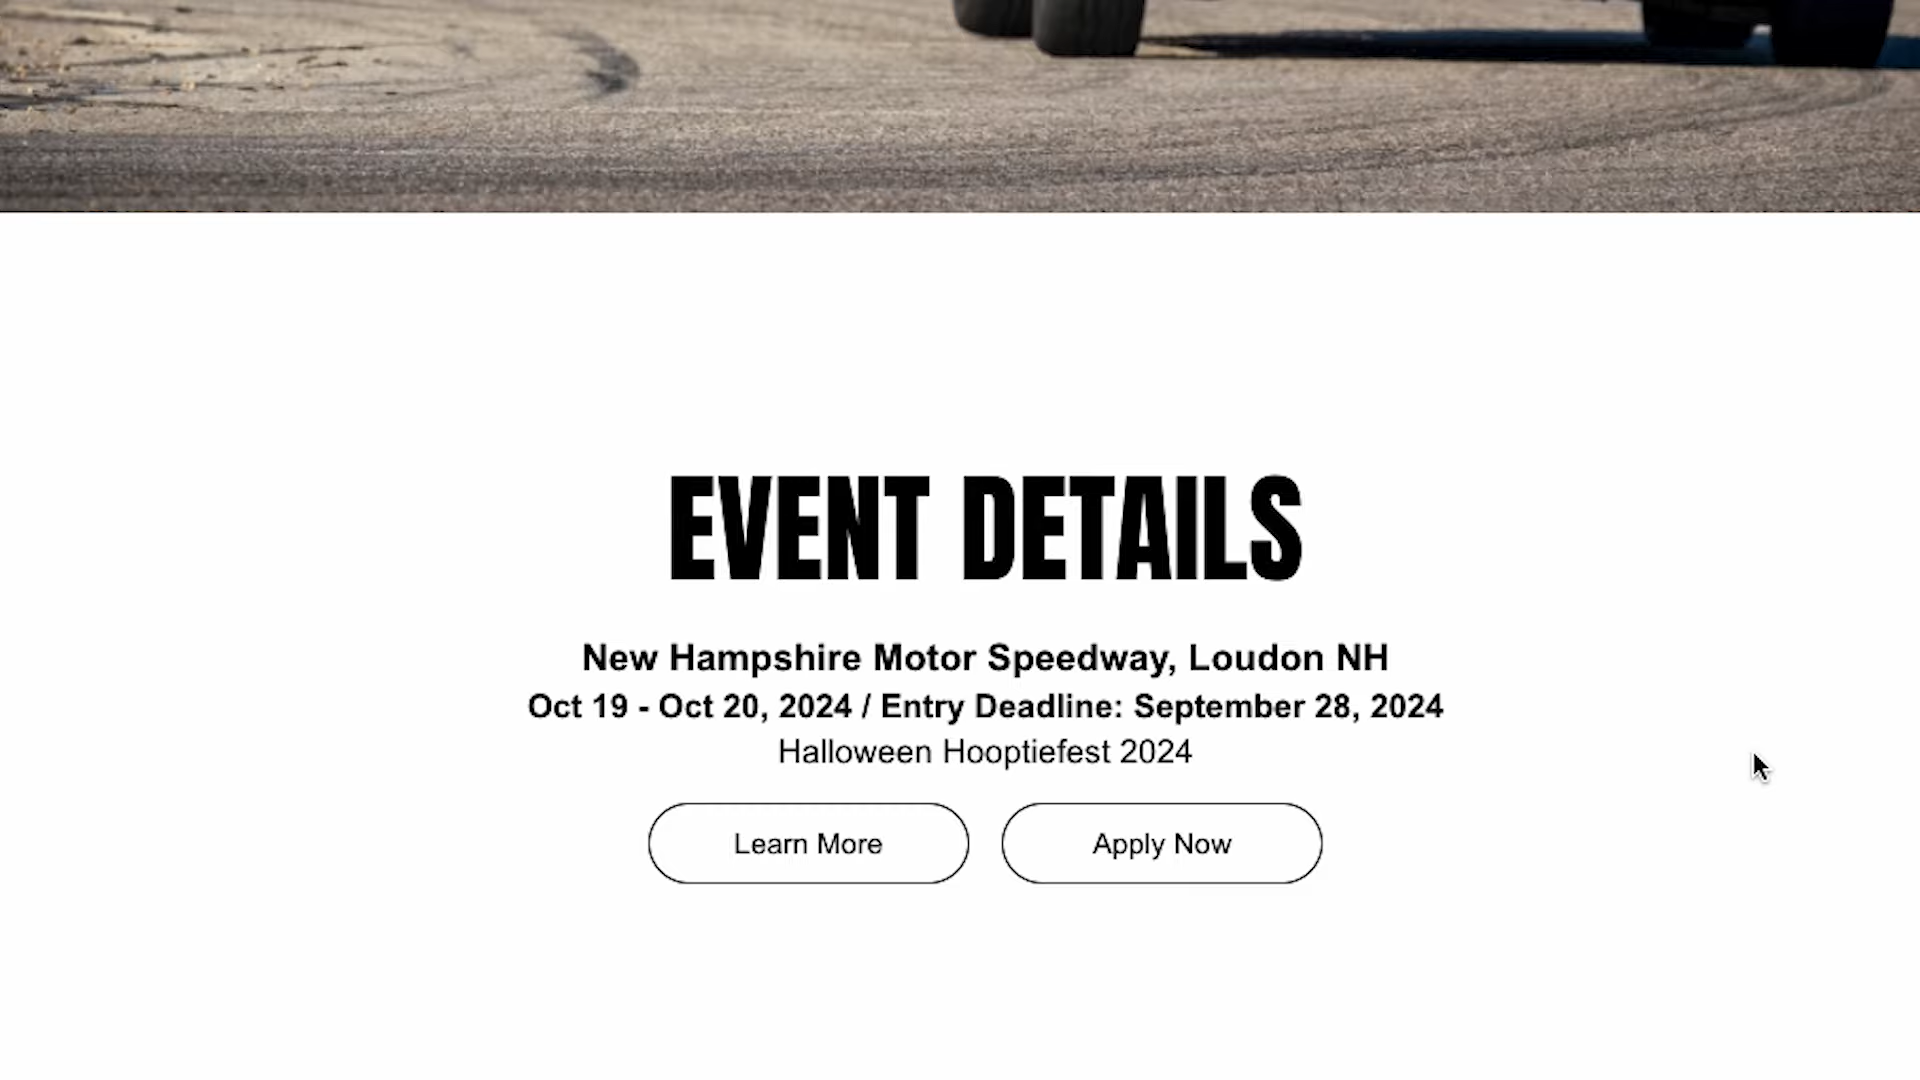 EVENT DETAILS
New Hampshire Motor Speedway, Loudon NH
Oct 19 - Oct 20, 2024 / Entry Deadline: September 28, 2024
Halloween Hooptiefest 2024
Learn More
Apply Now